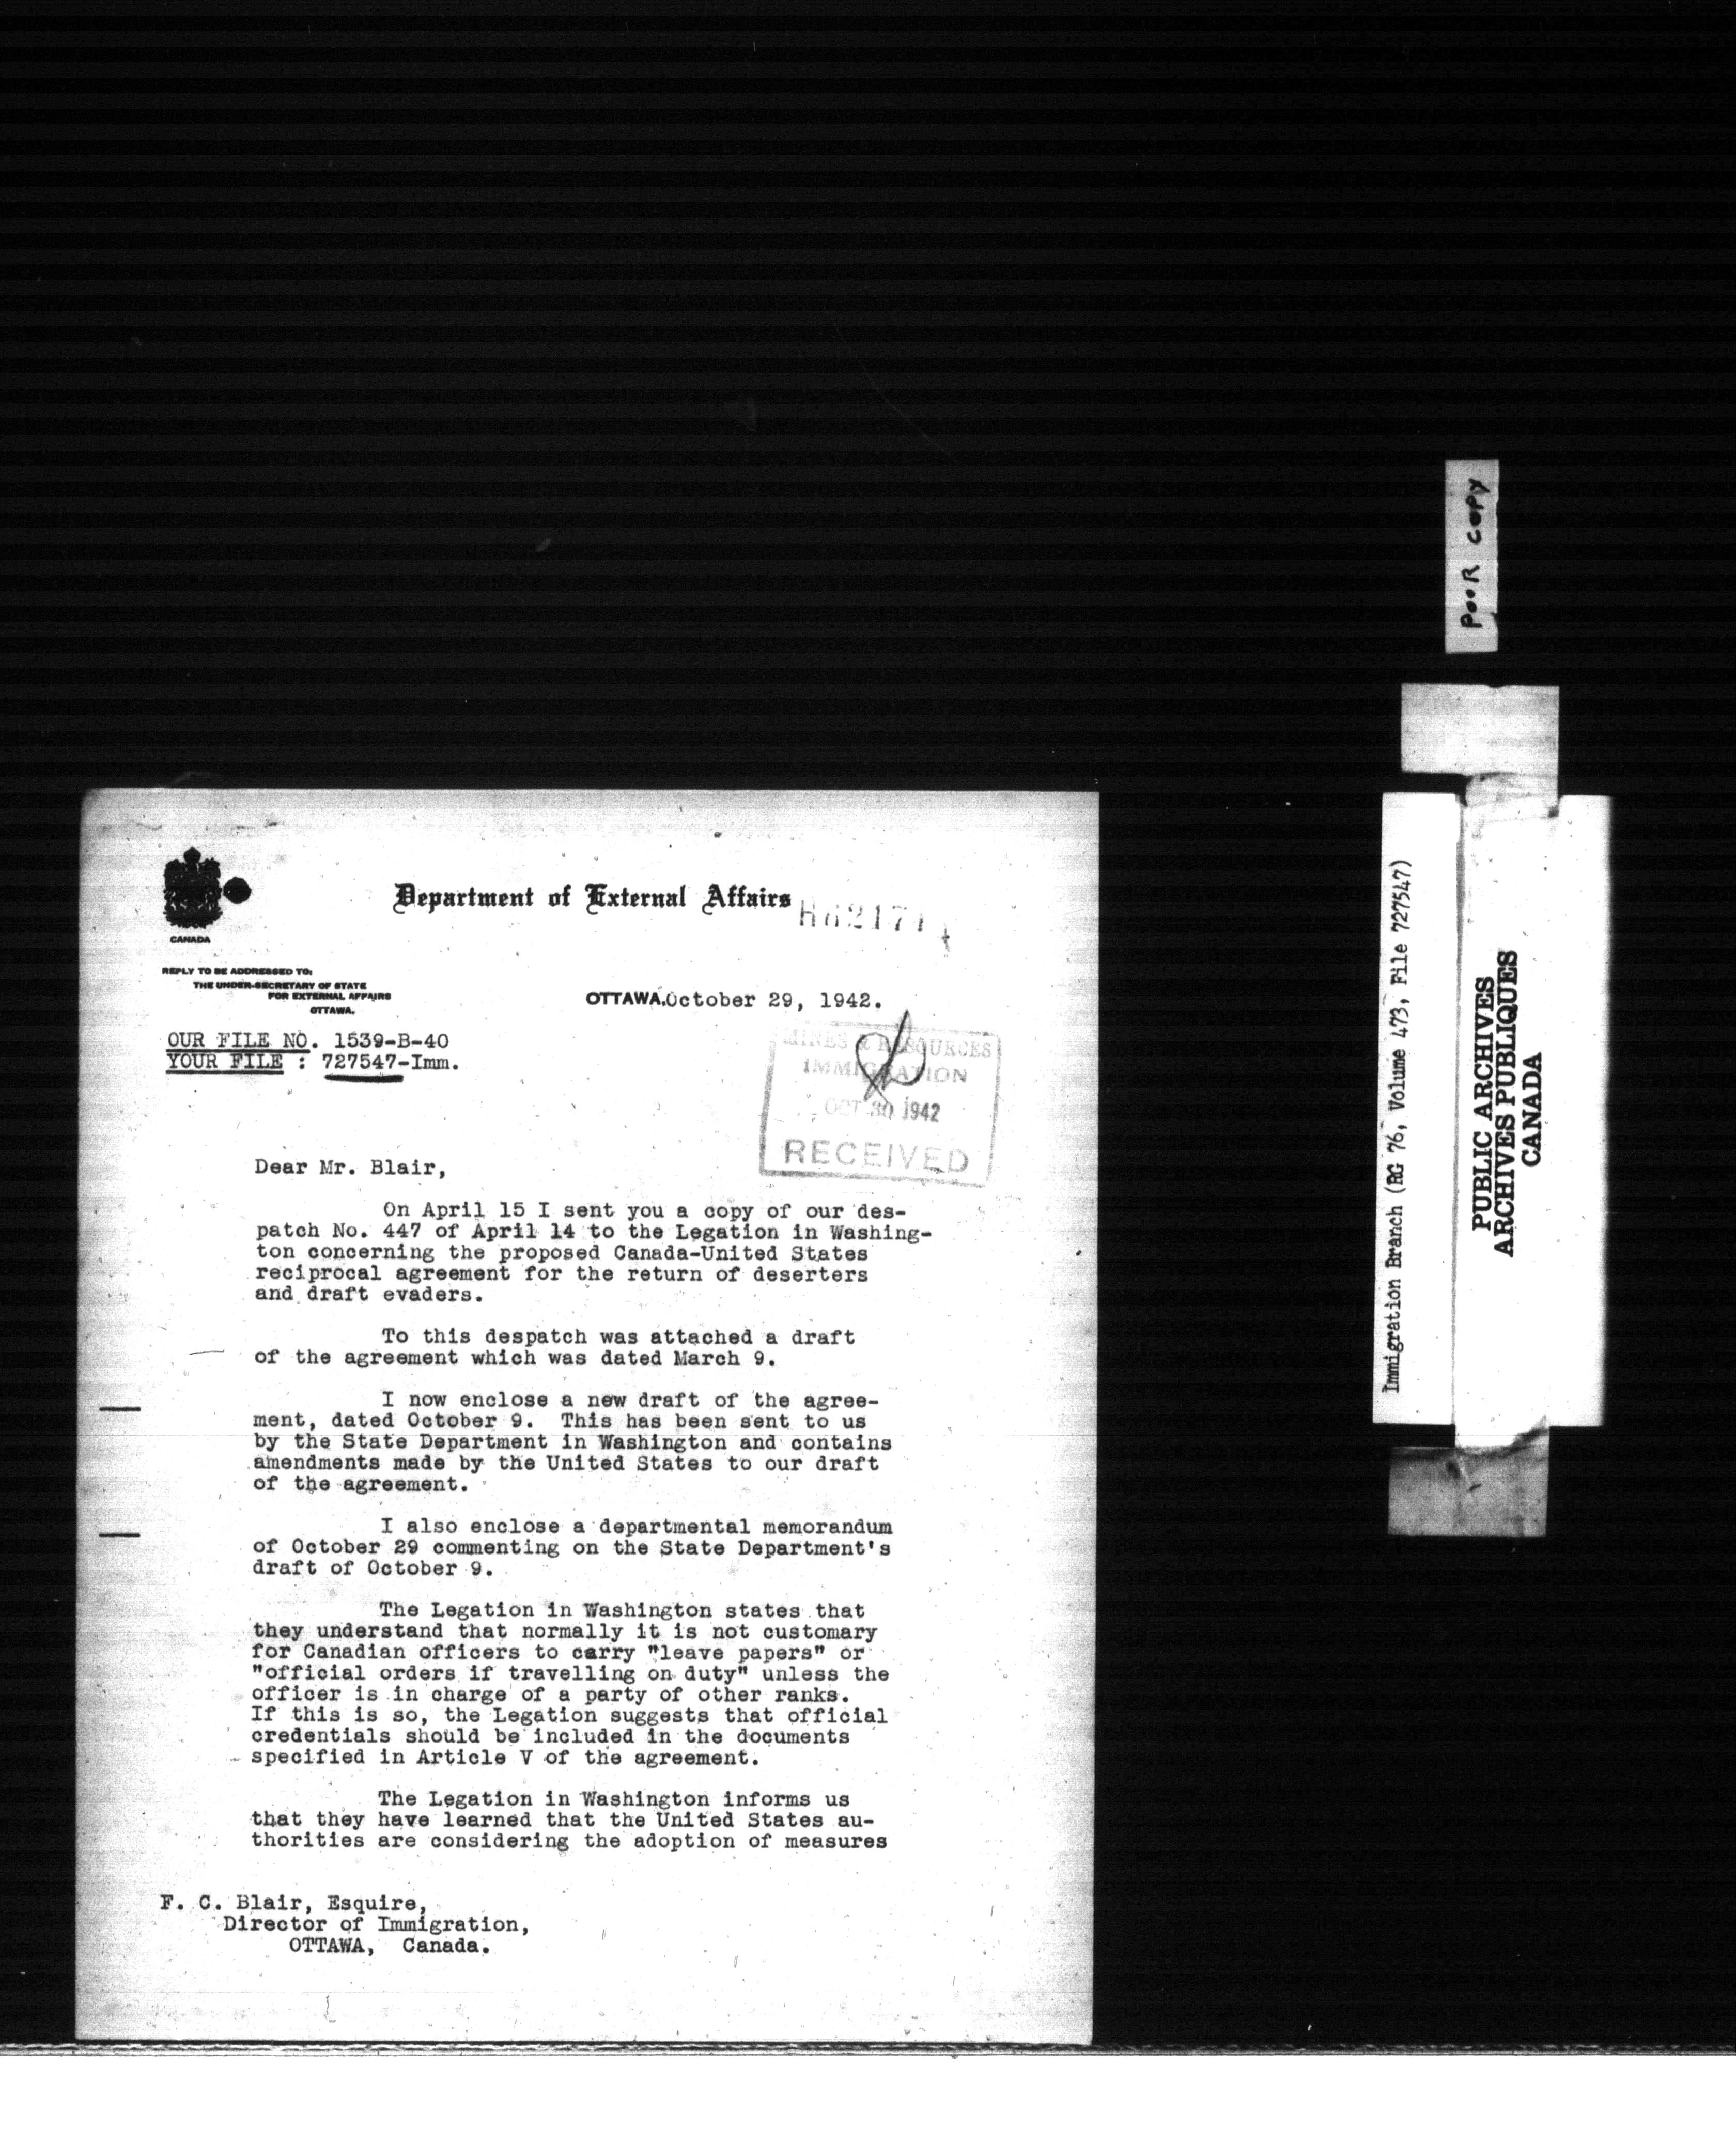 Department of External Affairs
CANADA
REPLY TO BE ADDRESSED TO:
THE UNDER-SECRETARY OF STATE
FOR EXTERNAL AFFAIRS
OTTAWA.
OTTAWA, October 29, 1942.
OUR FILE NO. 1539-B-40
YOUR FILE : 727547-Imm.
MINES & RESOURCES
IMMIGRATION
OCT 30 1942
RECEIVED
Dear Mr. Blair,
On April 15 I sent you a copy of our des-
patch No. 447 of April 14 to the Legation in Washing-
ton concerning the proposed Canada-United States
reciprocal agreement for the return of deserters
and draft evaders.
To this despatch was attached a draft
of the agreement which was dated March 9.
I now enclose a new draft of the agree-
ment, dated October 9. This has been sent to us
by the State Department in Washington and contains
amendments made by the United States to our draft
of the agreement.
I also enclose a departmental memorandum
of October 29 commenting on the State Department's
draft of October 9.
The Legation in Washington states that
they understand that normally it is not customary
for Canadian officers to carry "leave papers" or
"official orders if travelling on duty" unless the
officer is in charge of a party of other ranks.
If this is so, the Legation suggests that official
credentials should be included in the documents
specified in Article V of the agreement.
The Legation in Washington informs us
that they have learned that the United States au-
thorities are considering the adoption of measures
F. C. Blair, Esquire,
Director of Immigration,
OTTAWA, Canada.
PooR copy
Immigration Branch (RG 76, Volume 473, File 727547)
PUBLIC ARCHIVES
ARCHIVES PUBLIQUES
CANADA